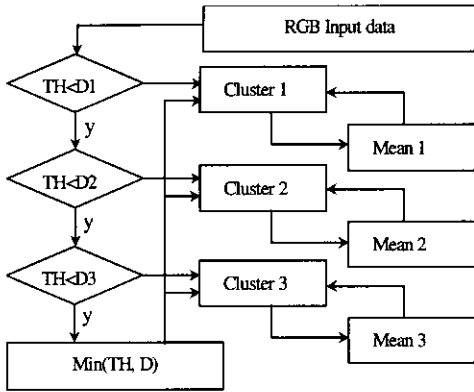 RGB Input data
TH<D1
Cluster 1
y
Mean 1
TH<D2
Cluster 2
y
Mean 2
TH<D3
Cluster 3
y
Mean 3
Min(TH, D)